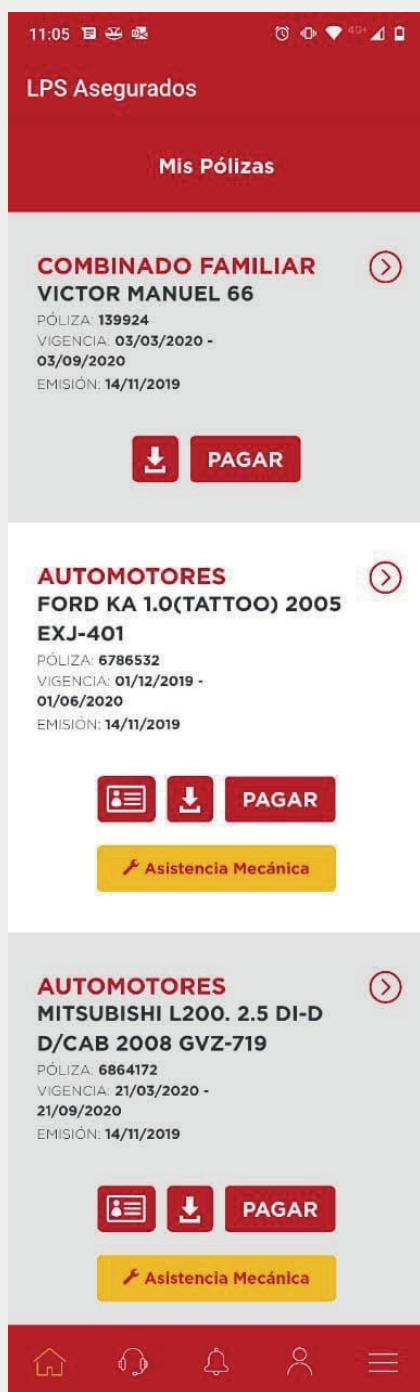 11:05
4G+
LPS Asegurados
Mis Pólizas
COMBINADO FAMILIAR
VICTOR MANUEL 66
PÓLIZA: 139924
VIGENCIA: 03/03/2020 -
03/09/2020
EMISIÓN: 14/11/2019
PAGAR
AUTOMOTORES
FORD KA 1.0(TATTOO) 2005
EXJ-401
PÓLIZA: 6786532
VIGENCIA: 01/12/2019 -
01/06/2020
EMISIÓN: 14/11/2019
PAGAR
Asistencia Mecánica
AUTOMOTORES
MITSUBISHI L200. 2.5 DI-D
D/CAB 2008 GVZ-719
PÓLIZA: 6864172
VIGENCIA: 21/03/2020 -
21/09/2020
EMISIÓN: 14/11/2019
PAGAR
Asistencia Mecánica